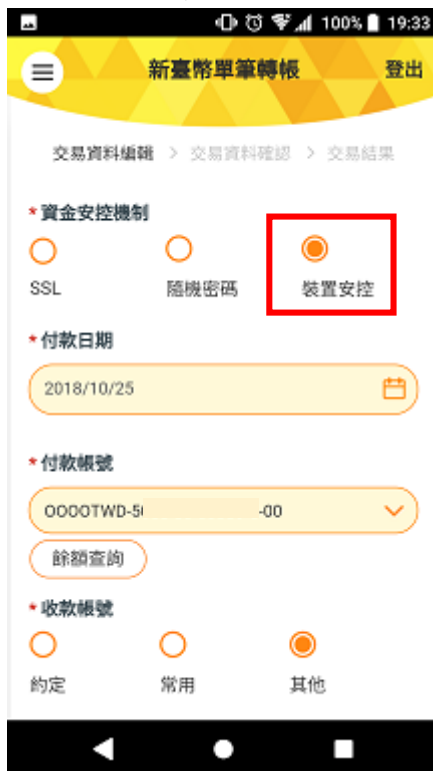 100% 19:33
新臺幣單筆轉帳 登出
交易資料編輯 > 交易資料確認 > 交易結果
* 資金安控機制
SSL 隨機密碼 裝置安控
* 付款日期
2018/10/25
* 付款帳號
OOOOTWD-5 -00
餘額查詢
* 收款帳號
約定 常用 其他